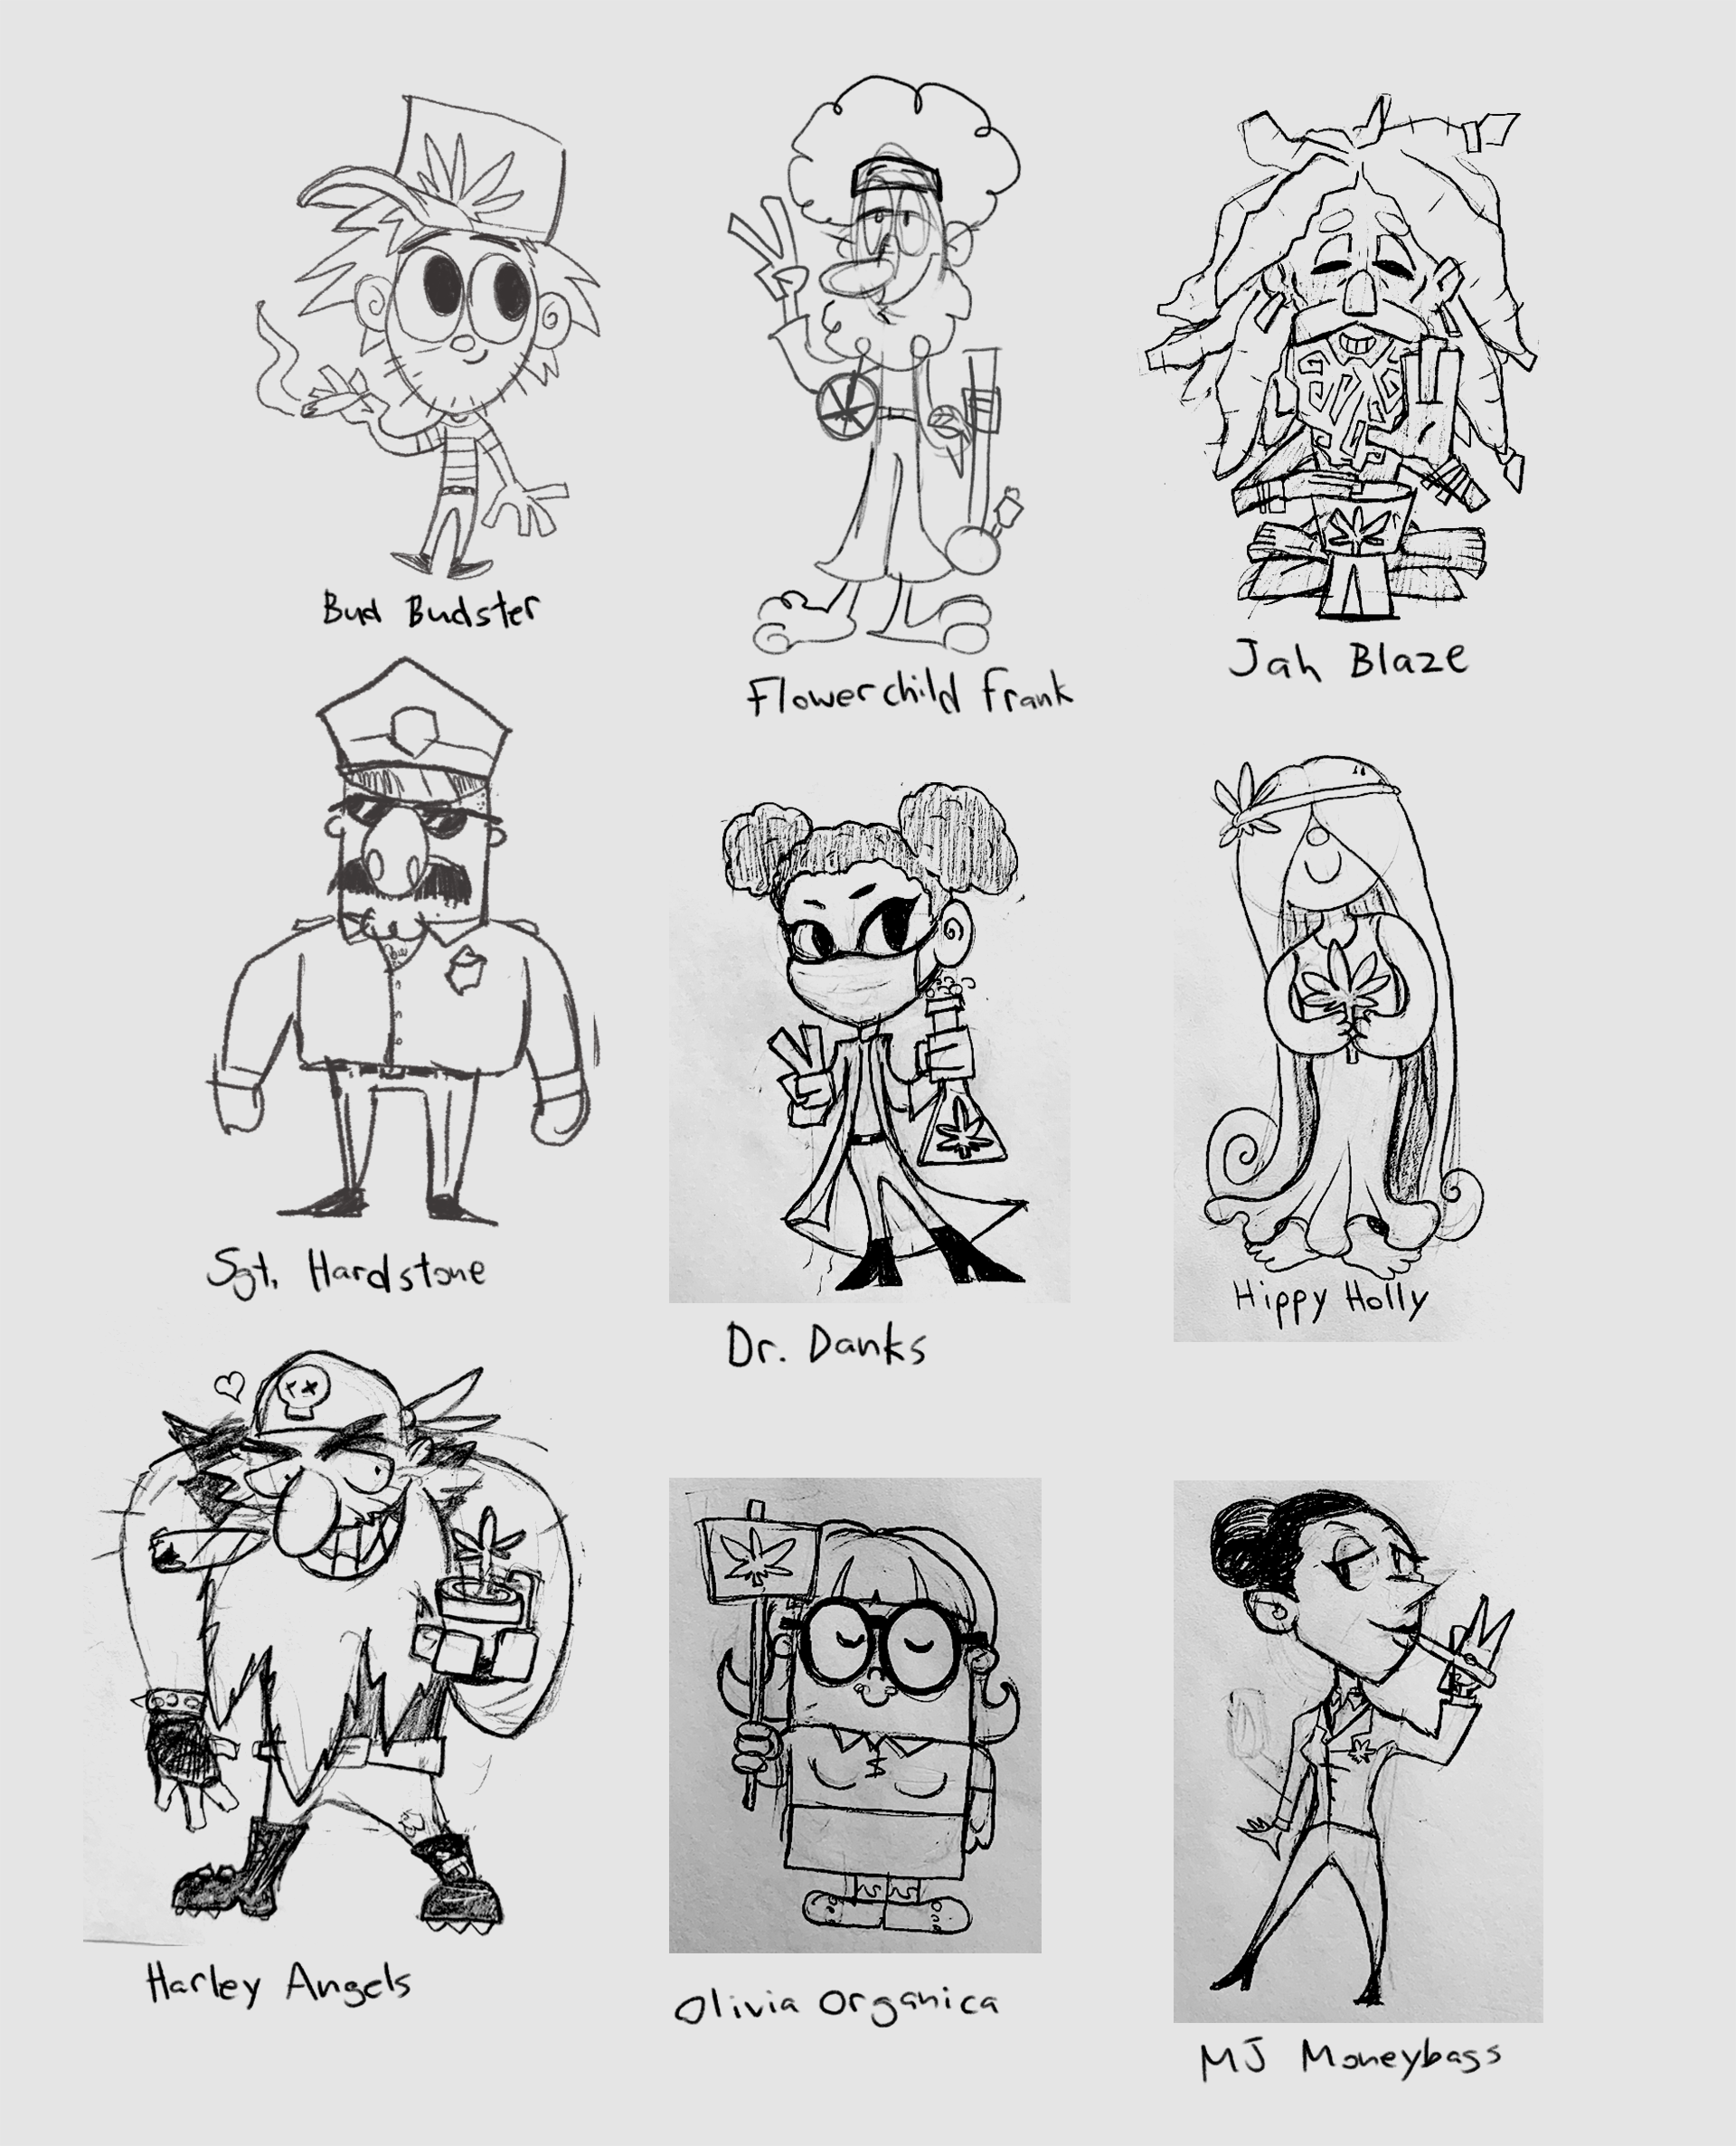 Bud Budster
Flowerchild Frank
Jah Blaze
Sgt. Hardstone
Dr. Danks
Hippy Holly
Harley Angels
Olivia Organica
MJ Moneybags